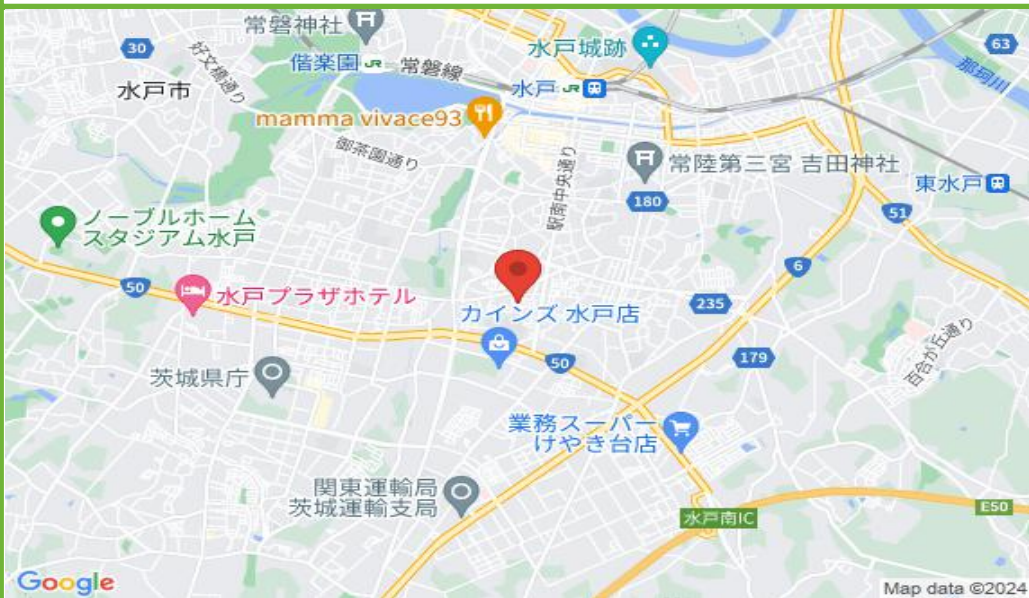 常磐神社
30
好文橋通り
偕楽園
JR
常磐線
水戸城跡
63
那珂川
水戸市
水戸
JR
mamma vivace93
御茶園通り
駅南中央通り
常陸第三宮 吉田神社
東水戸
180
51
ノーブルホーム
スタジアム水戸
50
水戸プラザホテル
6
235
カインズ 水戸店
百合が丘通り
茨城県庁
50
179
業務スーパー
けやき台店
関東運輸局
茨城運輸支局
水戸南IC
E50
Google
Map data ©2024